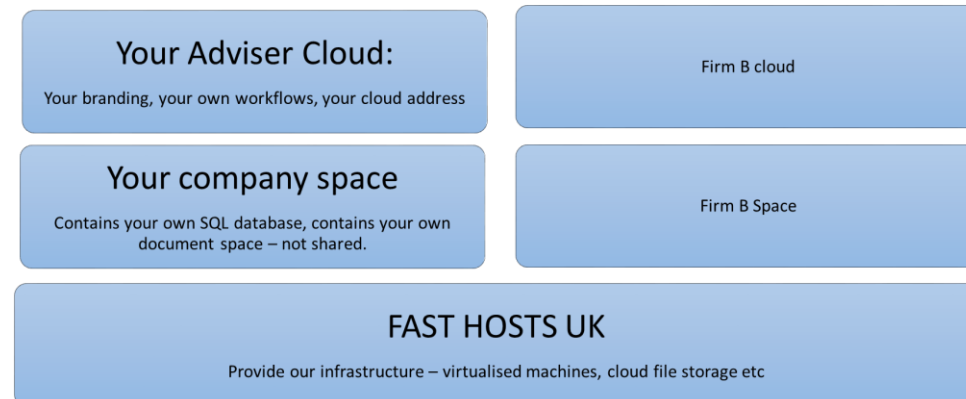 Your Adviser Cloud:
Your branding, your own workflows, your cloud address
Firm B cloud
Your company space
Contains your own SQL database, contains your own
document space – not shared.
Firm B Space
FAST HOSTS UK
Provide our infrastructure – virtualised machines, cloud file storage etc